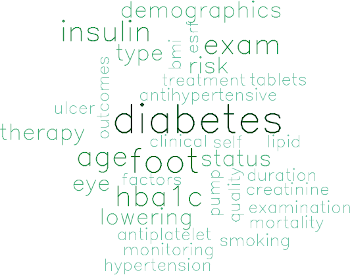 demographics
insulin
esrf
exam
type
bmi
risk
outcomes
treatment tablets
antihypertensive
ulcer
diabetes
therapy
clinical self
lipid
age
foot
status
eye
factors
pump
quality
duration
creatinine
hba1c
lowering
examination
mortality
antiplatelet
smoking
monitoring
hypertension